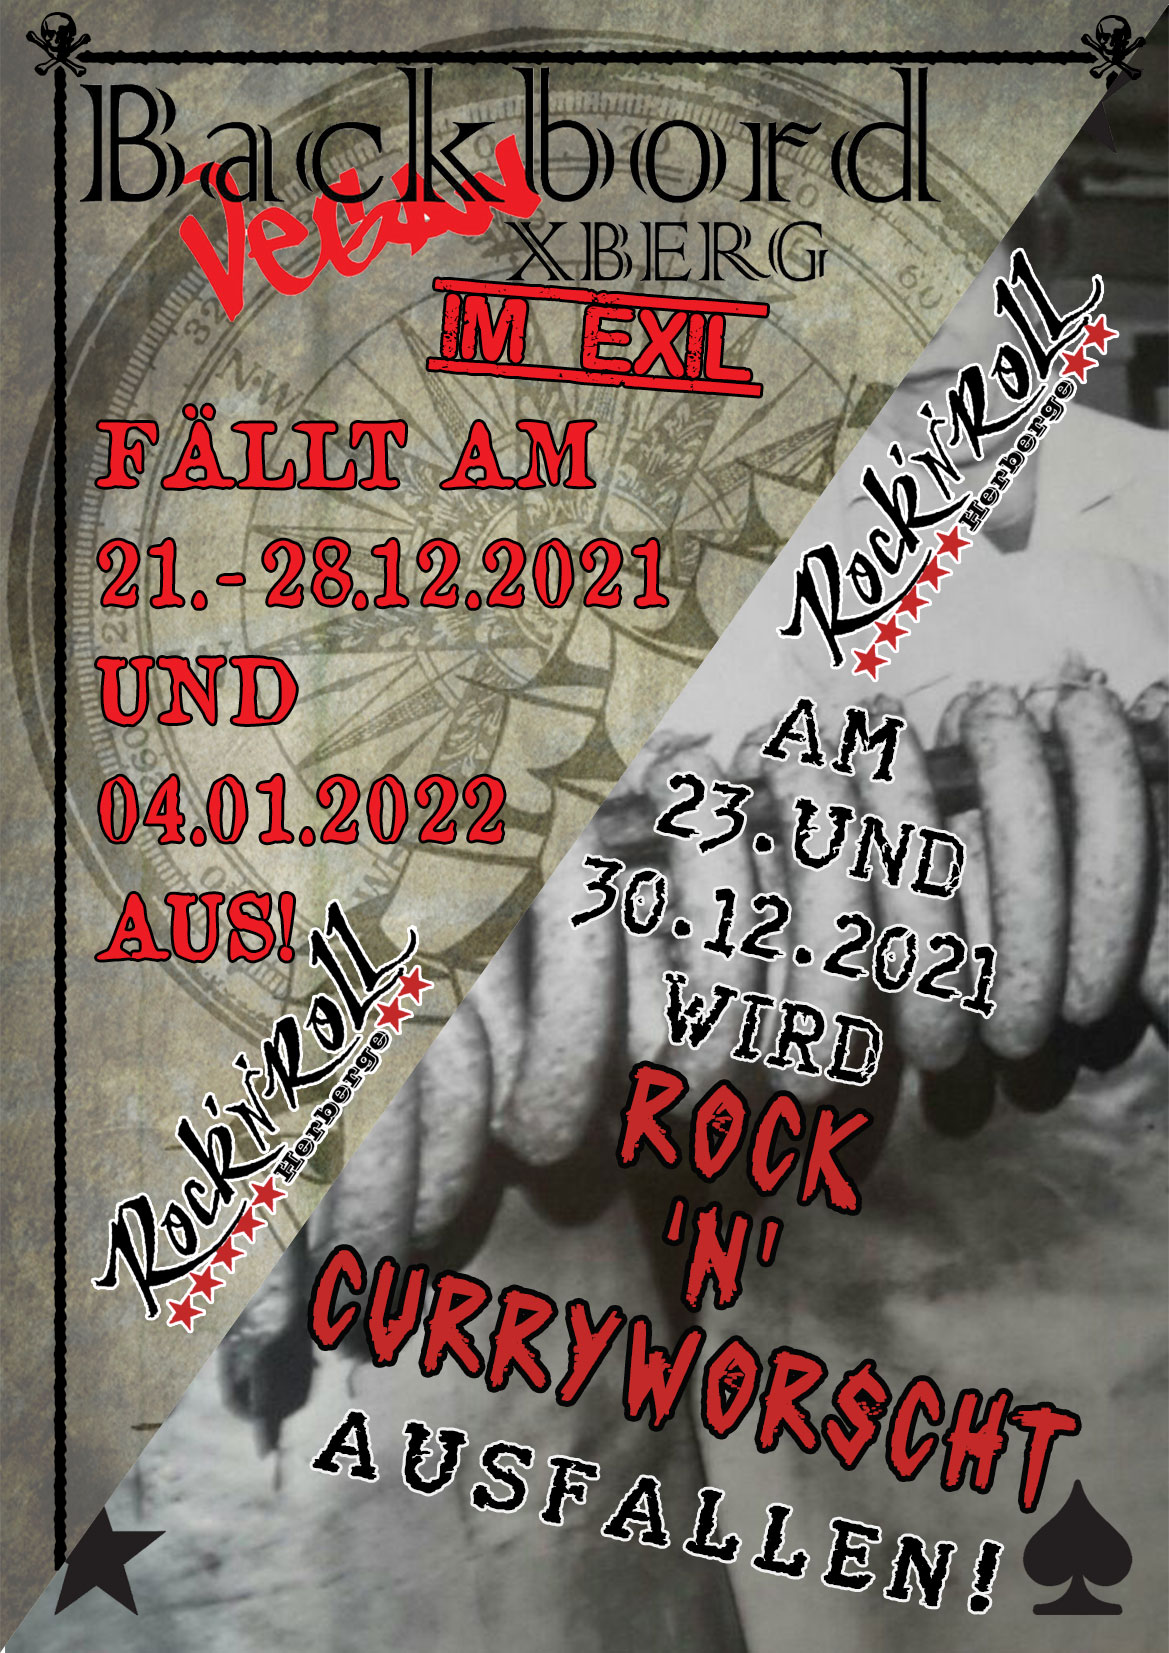 Backbord
VEGAN
XBERG
IM EXIL
FÄLLT AM
21.-28.12.2021
UND
04.01.2022
AUS!
Rock'n'Roll
Herberge
Rock'n'Roll
Herberge
AM
23.UND
30.12.2021
WIRD
ROCK
'N'
CURRYWORSCHT
AUSFALLEN!